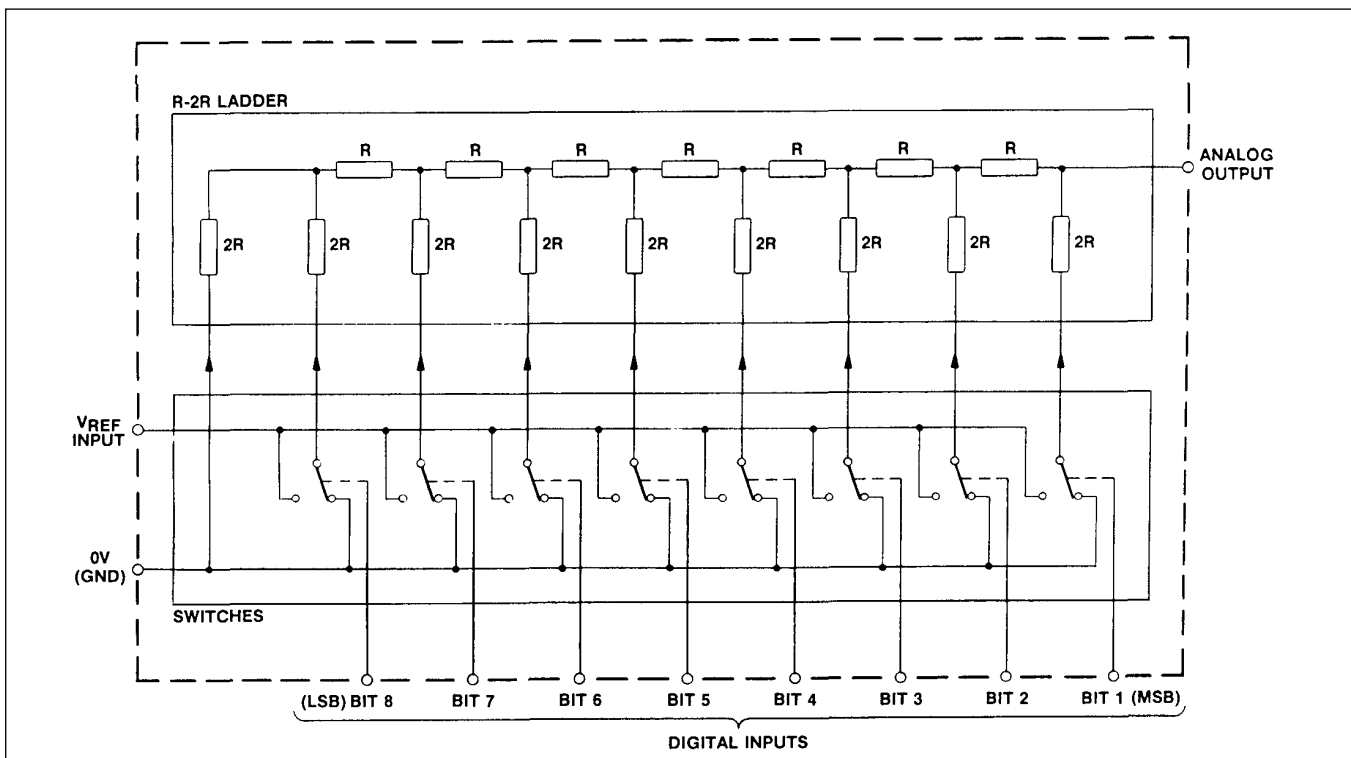 R-2R LADDER
R R R R R R R
ANALOG
OUTPUT
2R 2R 2R 2R 2R 2R 2R 2R 2R
VREF
INPUT
0V
(GND)
SWITCHES
(LSB) BIT 8 BIT 7 BIT 6 BIT 5 BIT 4 BIT 3 BIT 2 BIT 1 (MSB)
DIGITAL INPUTS